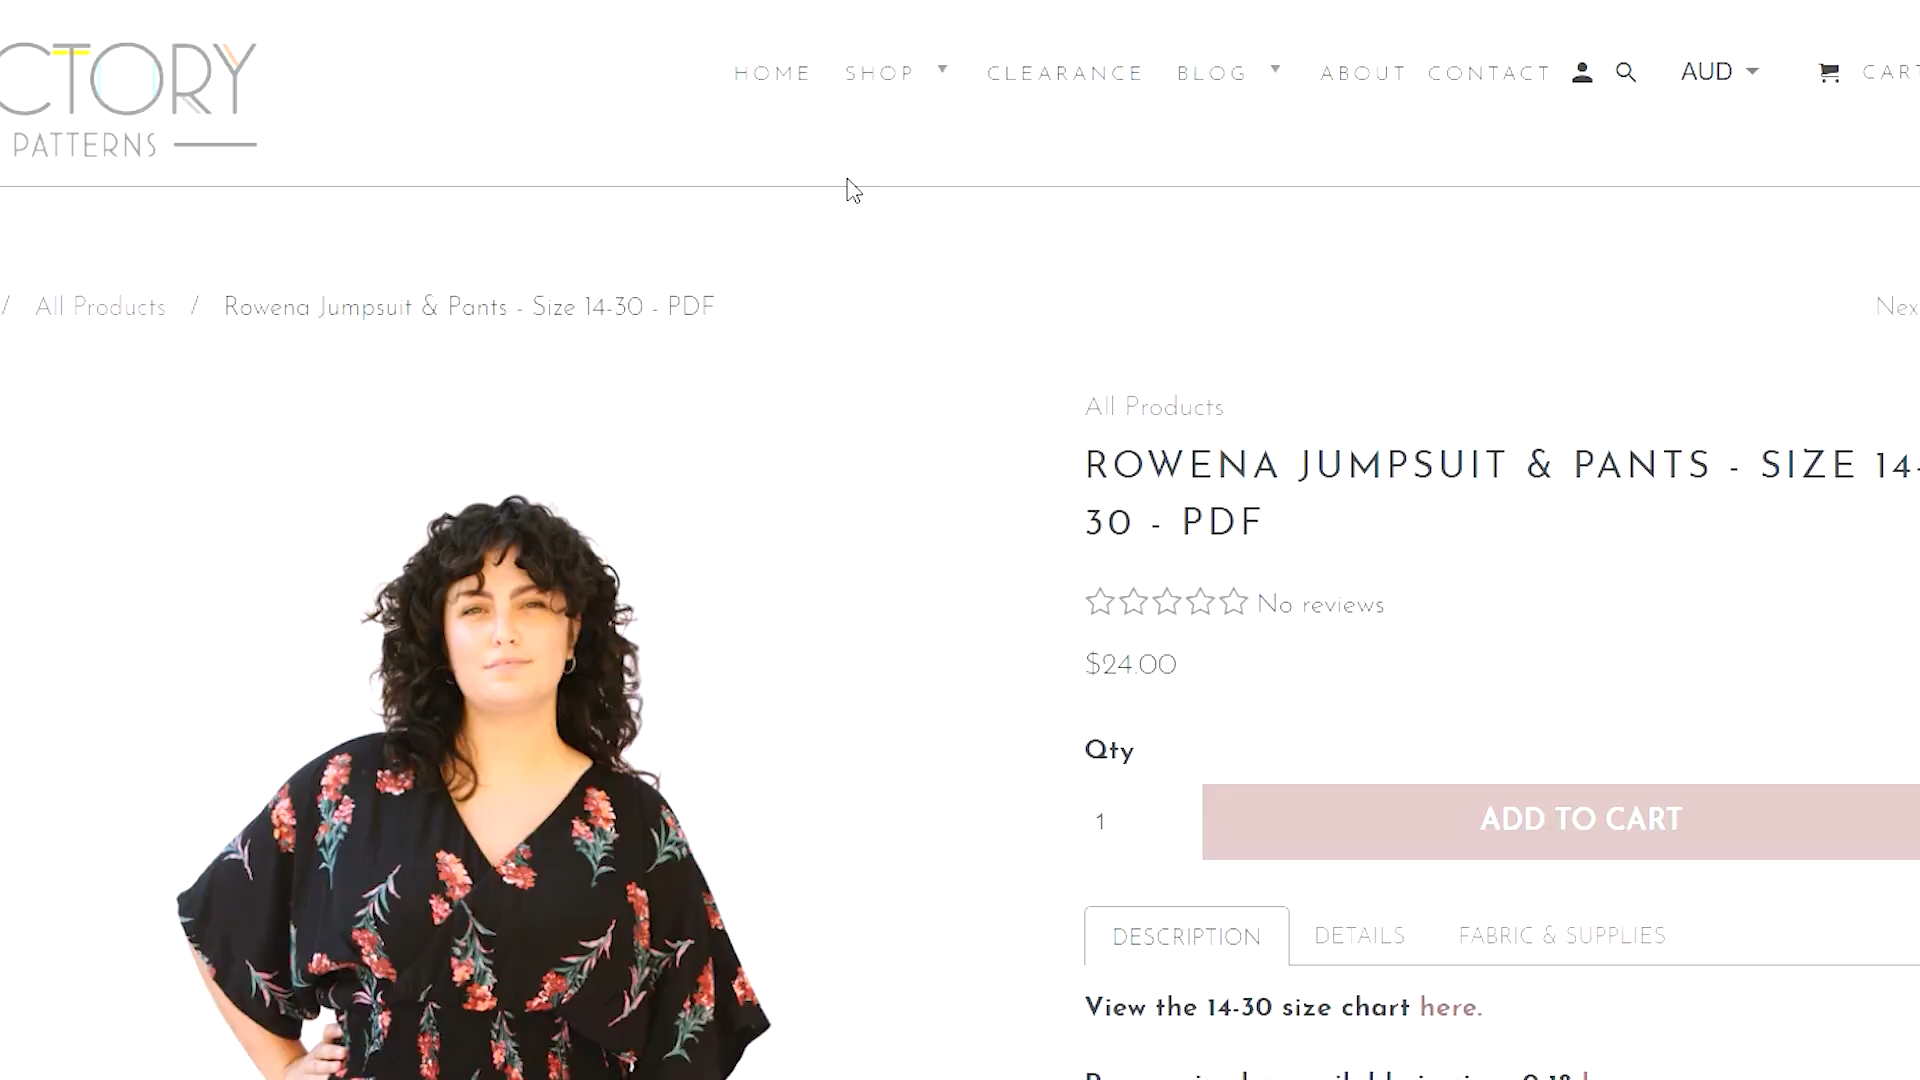 CTORY
PATTERNS
HOME SHOP CLEARANCE BLOG ABOUT CONTACT AUD CART
/ All Products / Rowena Jumpsuit & Pants - Size 14-30 - PDF
Nex
All Products
ROWENA JUMPSUIT & PANTS - SIZE 14-
30 - PDF
No reviews
$24.00
Qty
1
ADD TO CART
DESCRIPTION DETAILS FABRIC & SUPPLIES
View the 14-30 size chart here.